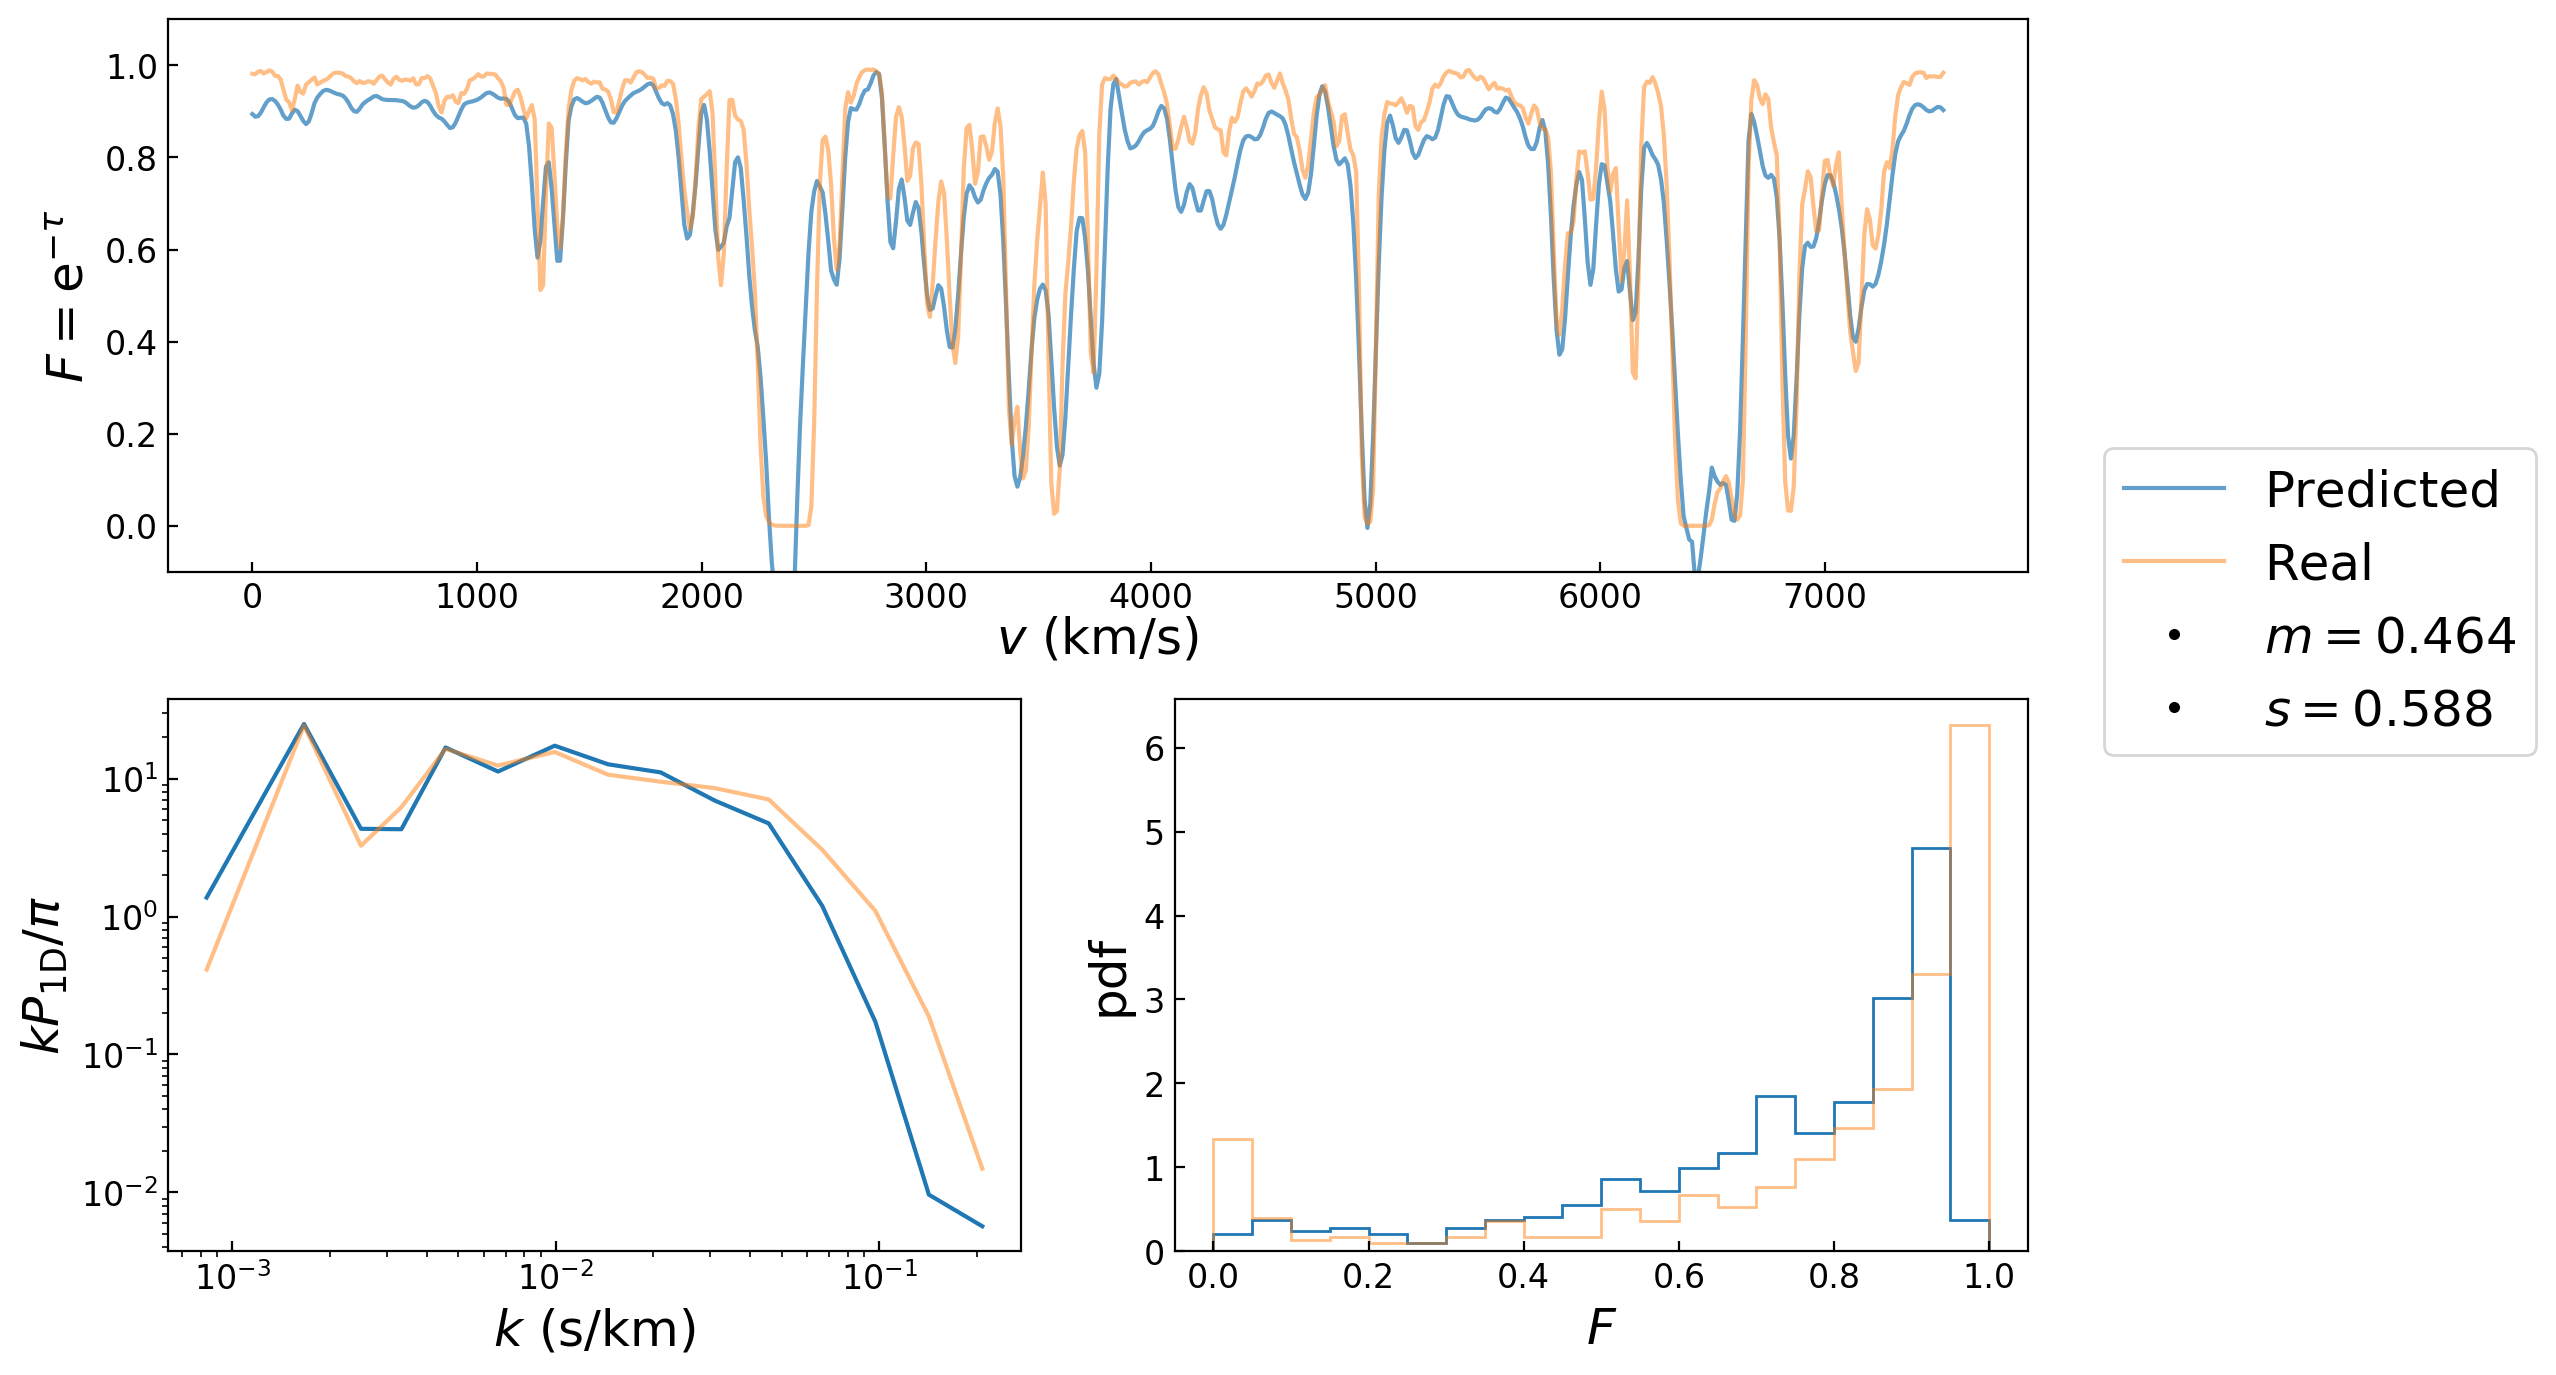 F = e^{−τ}
1.0
0.8
0.6
0.4
0.2
0.0
0 1000 2000 3000 4000 5000 6000 7000
v (km/s)
Predicted
Real
m = 0.464
s = 0.588
kP_{1D}/π
10^1
10^0
10^{−1}
10^{−2}
10^{−3} 10^{−2} 10^{−1}
k (s/km)
pdf
6
5
4
3
2
1
0
0.0 0.2 0.4 0.6 0.8 1.0
F